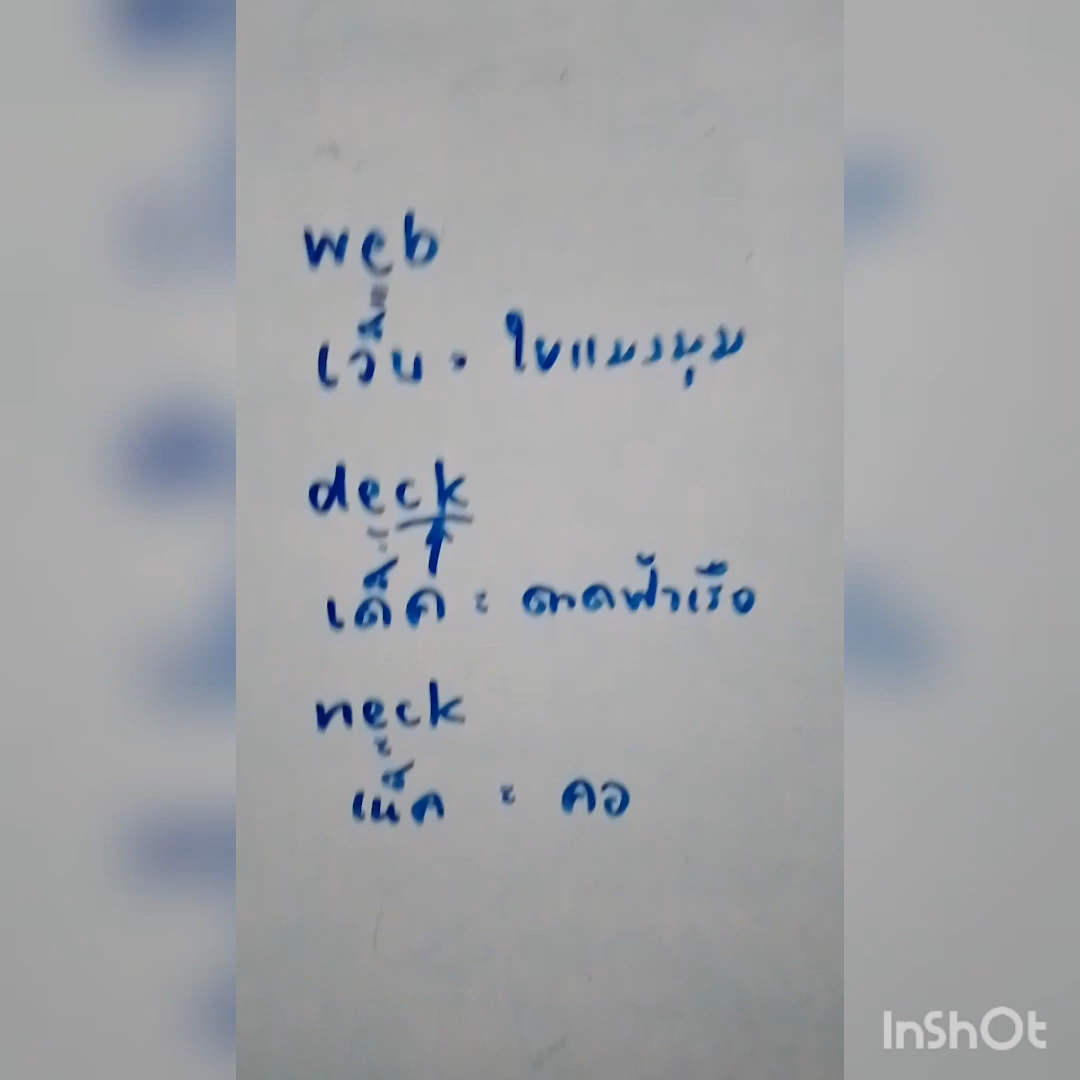 web
เว็บ = ใยแมงมุม
deck
เด็ค = ดาดฟ้าเรือ
neck
เน็ค = คอ
InShOt